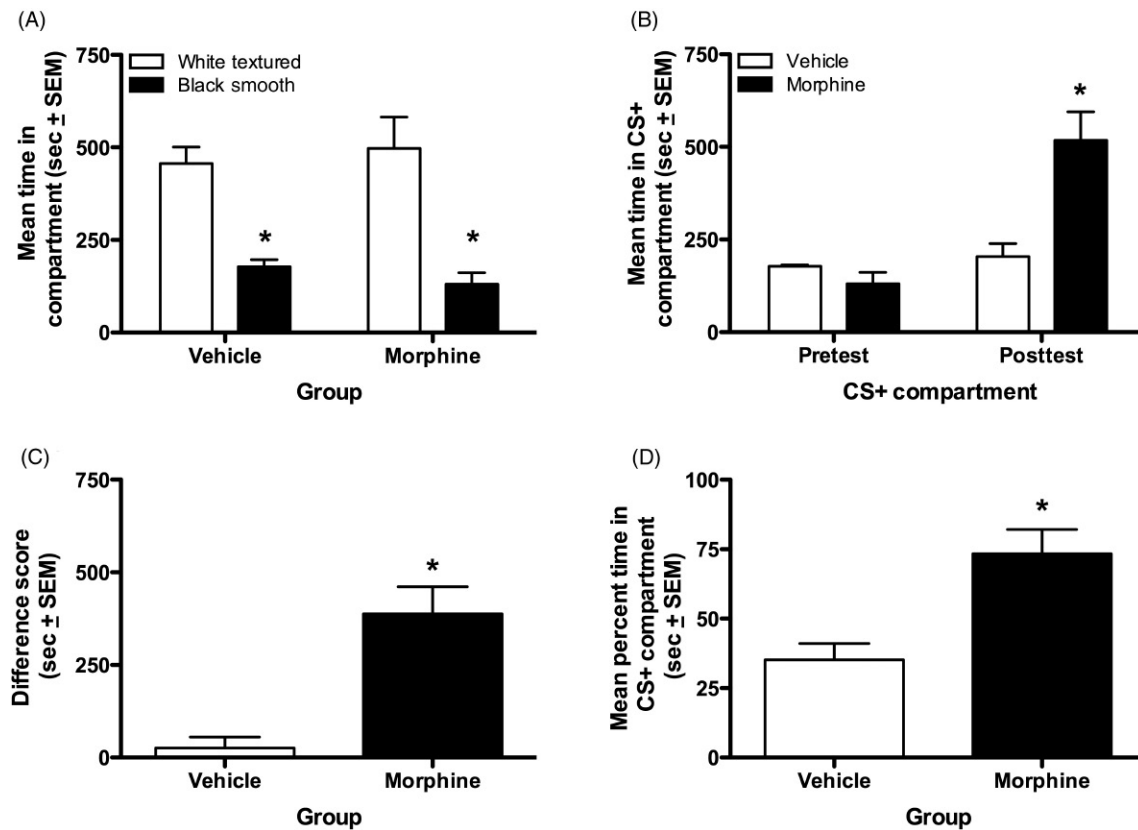 (A)
Mean time in
compartment (sec ± SEM)
750
500
250
0
White textured
Black smooth
*
*
Vehicle
Morphine
Group
(B)
Mean time in CS+
compartment (sec ± SEM)
750
500
250
0
Vehicle
Morphine
*
Pretest
Posttest
CS+ compartment
(C)
Difference score
(sec ± SEM)
750
500
250
0
*
Vehicle
Morphine
Group
(D)
Mean percent time in
CS+ compartment
(sec ± SEM)
100
75
50
25
0
*
Vehicle
Morphine
Group